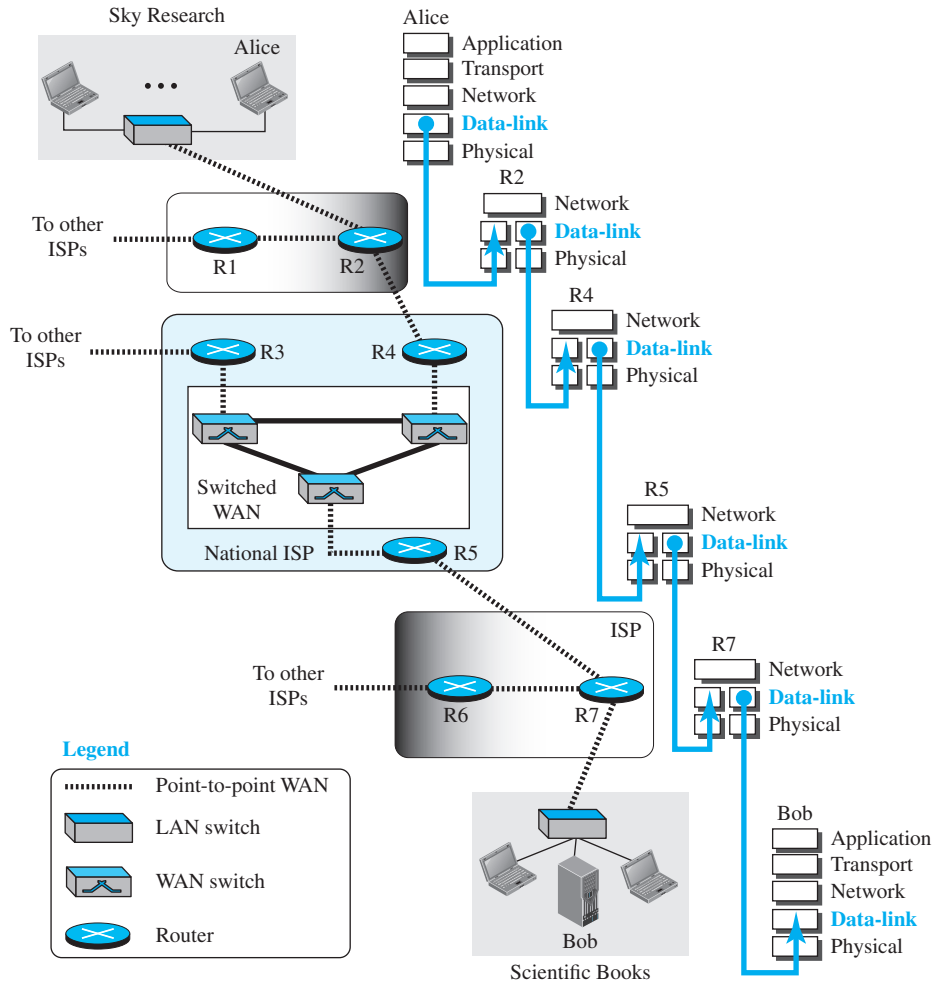 Sky Research
Alice
Alice
Application
Transport
Network
Data-link
Physical
R2
Network
Data-link
Physical
To other
ISPs
R1
R2
R4
Network
Data-link
Physical
To other
ISPs
R3
R4
Switched
WAN
National ISP
R5
R5
Network
Data-link
Physical
ISP
To other
ISPs
R6
R7
R7
Network
Data-link
Physical
Legend
Point-to-point WAN
LAN switch
WAN switch
Router
Bob
Scientific Books
Bob
Application
Transport
Network
Data-link
Physical